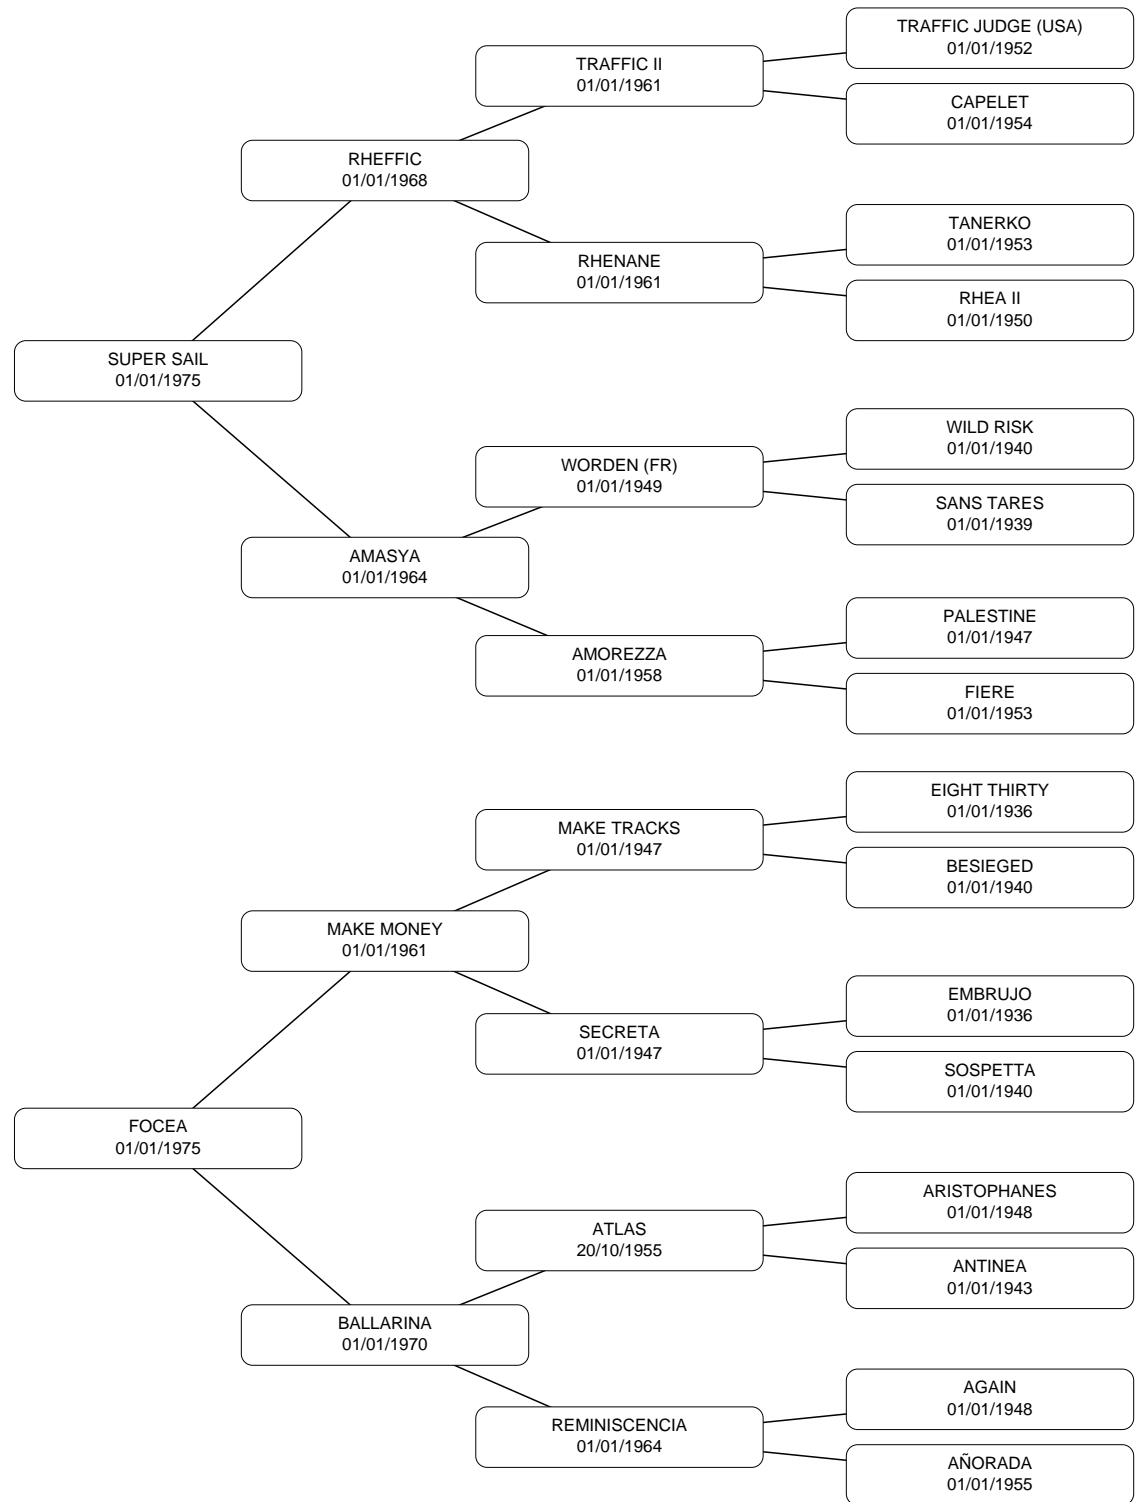 TRAFFIC JUDGE (USA)
01/01/1952
TRAFFIC II
01/01/1961
CAPELET
01/01/1954
RHEFFIC
01/01/1968
TANERKO
01/01/1953
RHENANE
01/01/1961
RHEA II
01/01/1950
SUPER SAIL
01/01/1975
WILD RISK
01/01/1940
WORDEN (FR)
01/01/1949
SANS TARES
01/01/1939
AMASYA
01/01/1964
PALESTINE
01/01/1947
AMOREZZA
01/01/1958
FIERE
01/01/1953
EIGHT THIRTY
01/01/1936
MAKE TRACKS
01/01/1947
BESIEGED
01/01/1940
MAKE MONEY
01/01/1961
EMBRUJO
01/01/1936
SECRETA
01/01/1947
SOSPETTA
01/01/1940
FOCEA
01/01/1975
ARISTOPHANES
01/01/1948
ATLAS
20/10/1955
ANTINEA
01/01/1943
BALLARINA
01/01/1970
AGAIN
01/01/1948
REMINISCENCIA
01/01/1964
AÑORADA
01/01/1955